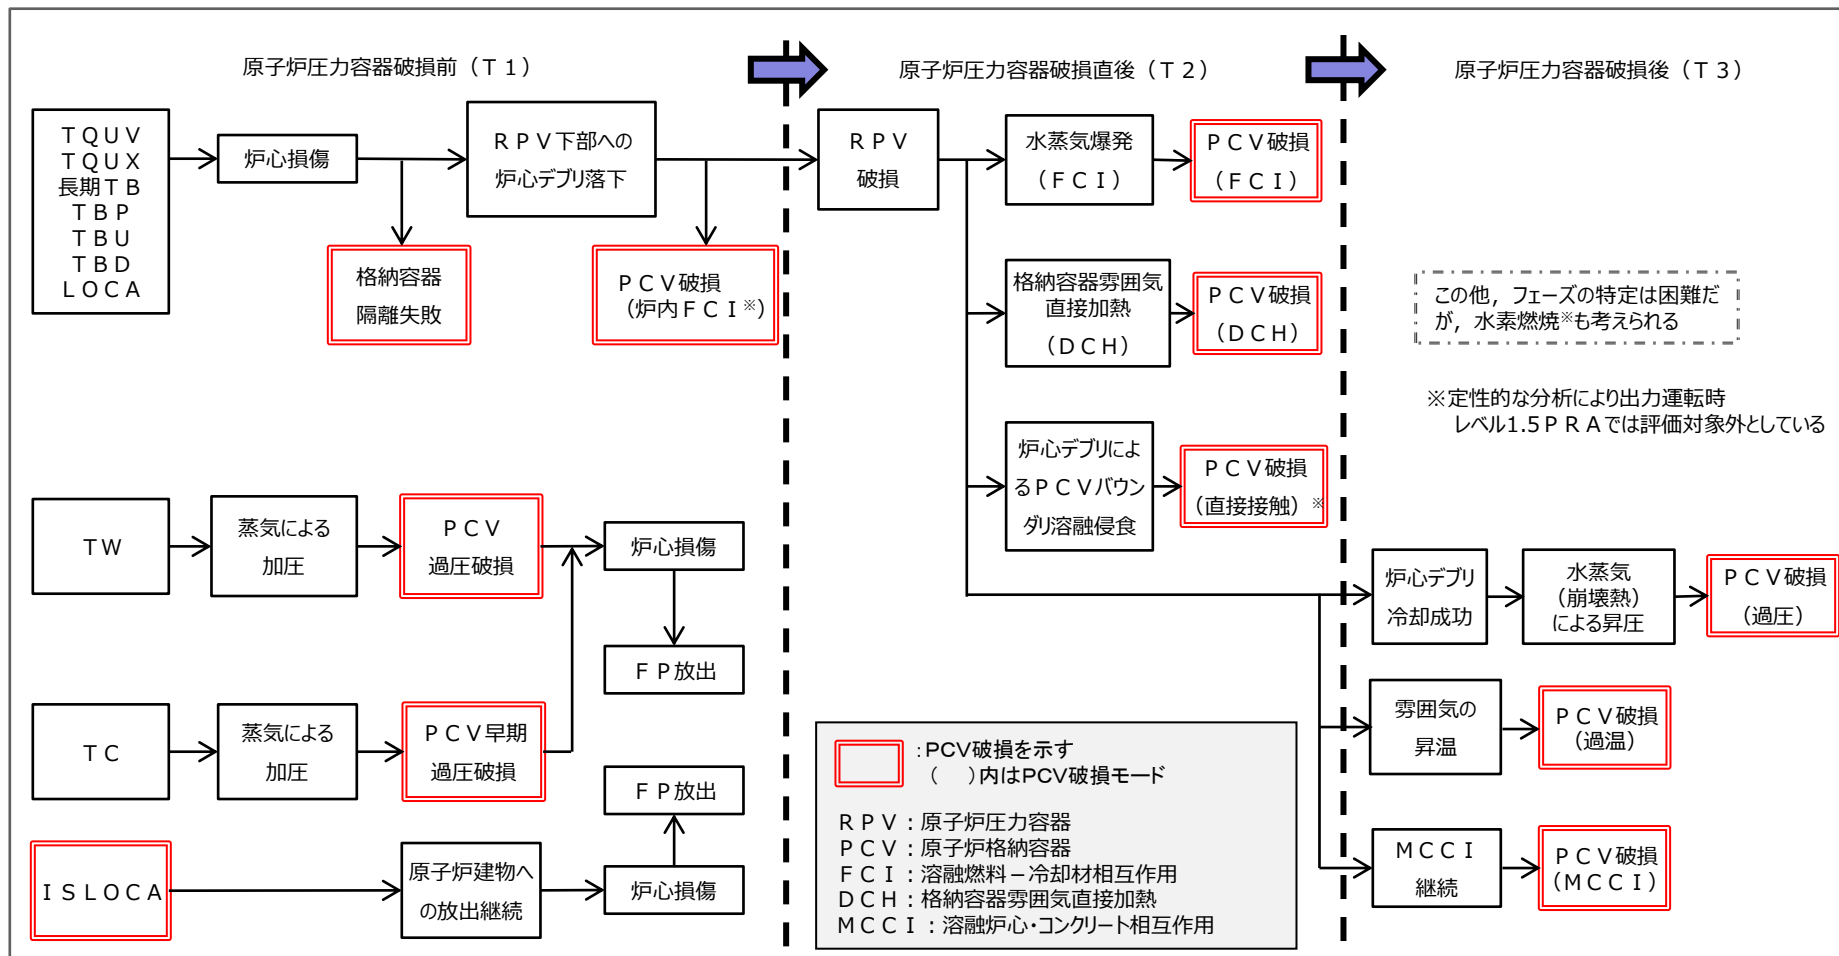 原子炉圧力容器破損前（Ｔ１）
原子炉圧力容器破損直後（Ｔ２）
原子炉圧力容器破損後（Ｔ３）
ＴＱＵＶ
ＴＱＵＸ
長期ＴＢ
ＴＢＰ
ＴＢＵ
ＴＢＤ
ＬＯＣＡ
炉心損傷
ＲＰＶ下部への
炉心デブリ落下
格納容器
隔離失敗
ＰＣＶ破損
（炉内ＦＣＩ※）
ＲＰＶ
破損
水蒸気爆発
（ＦＣＩ）
ＰＣＶ破損
（ＦＣＩ）
格納容器雰囲気
直接加熱
（ＤＣＨ）
ＰＣＶ破損
（ＤＣＨ）
炉心デブリによ
るＰＣＶバウン
ダリ溶融侵食
ＰＣＶ破損
（直接接触）※
この他，フェーズの特定は困難だ
が，水素燃焼※も考えられる
※定性的な分析により出力運転時
レベル1.5ＰＲＡでは評価対象外としている
ＴＷ
蒸気による
加圧
ＰＣＶ
過圧破損
炉心損傷
ＦＰ放出
ＴＣ
蒸気による
加圧
ＰＣＶ早期
過圧破損
ＦＰ放出
ＩＳＬＯＣＡ
原子炉建物へ
の放出継続
炉心損傷
炉心デブリ
冷却成功
水蒸気
（崩壊熱）
による昇圧
ＰＣＶ破損
（過圧）
雰囲気の
昇温
ＰＣＶ破損
（過温）
ＭＣＣＩ
継続
ＰＣＶ破損
（ＭＣＣＩ）
：PCV破損を示す
（　）内はPCV破損モード
ＲＰＶ：原子炉圧力容器
ＰＣＶ：原子炉格納容器
ＦＣＩ：溶融燃料－冷却材相互作用
ＤＣＨ：格納容器雰囲気直接加熱
ＭＣＣＩ：溶融炉心・コンクリート相互作用